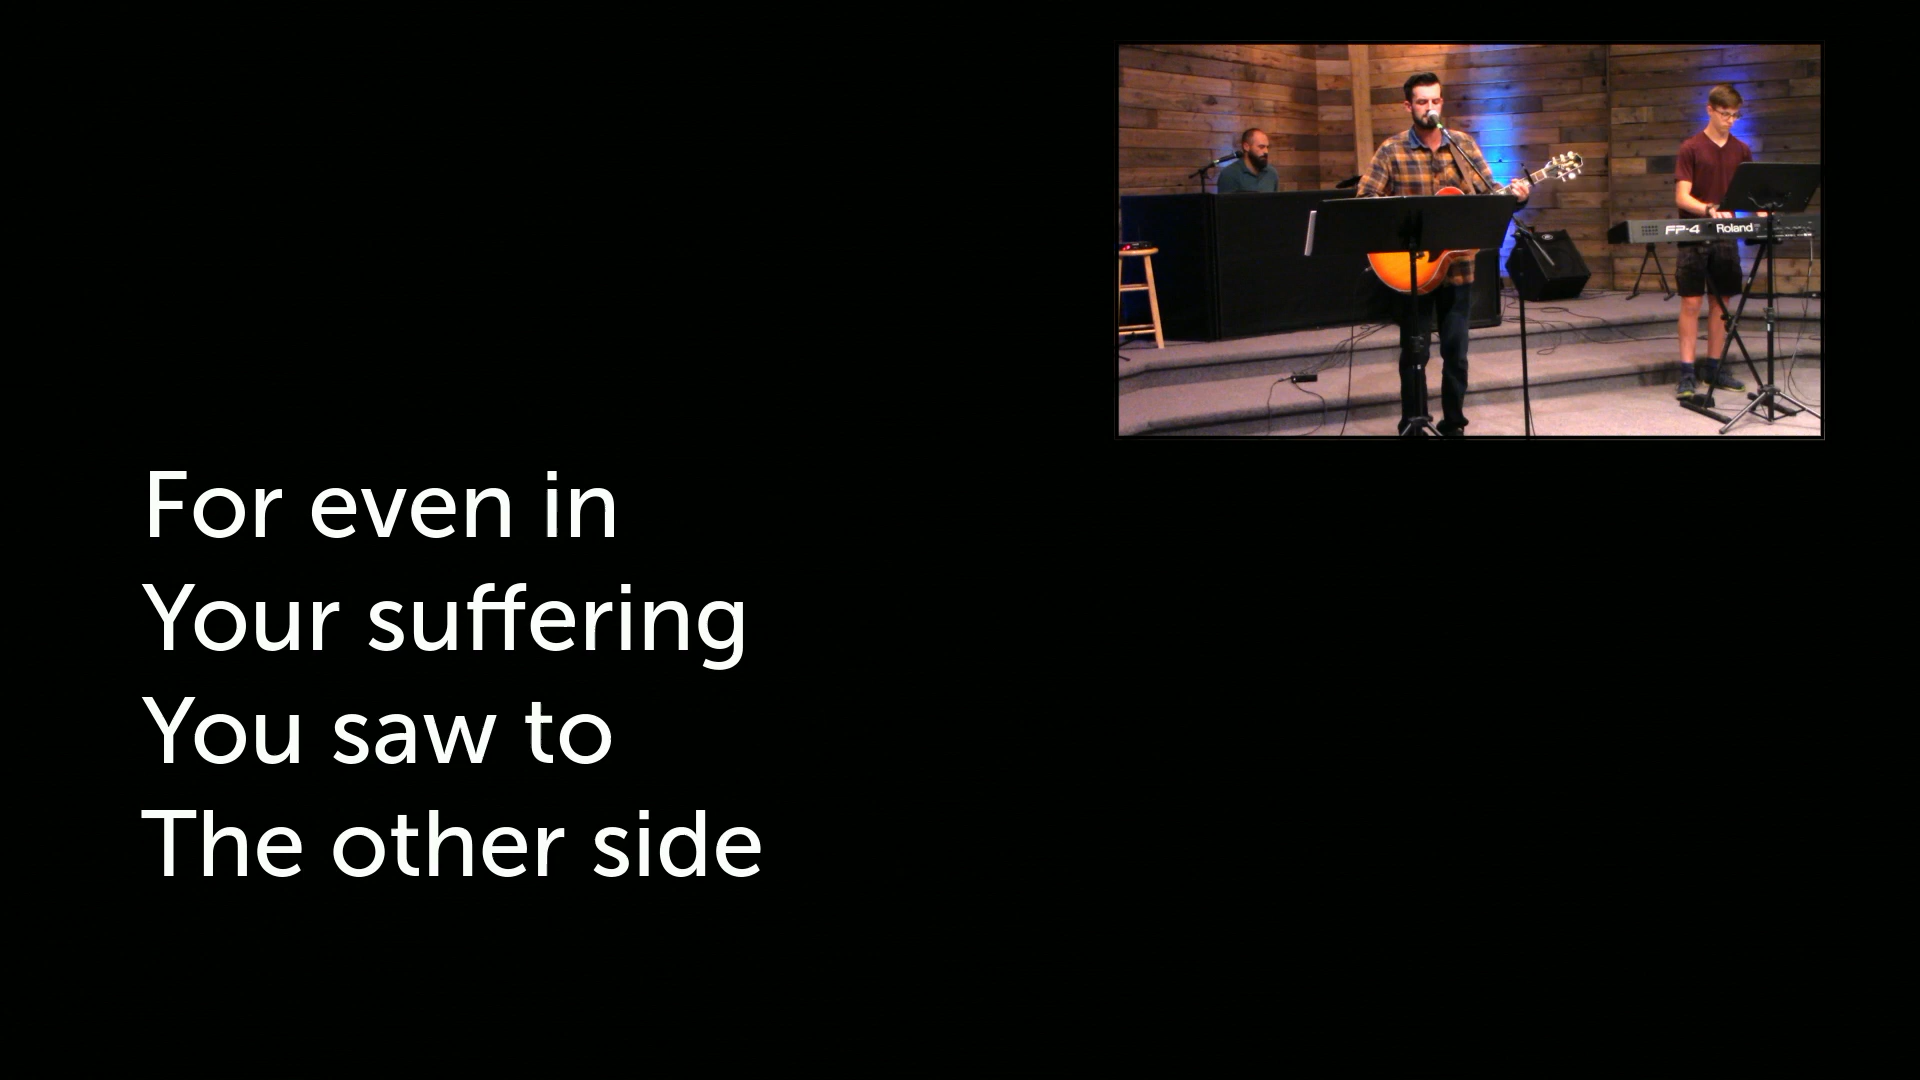 FP-4 Roland
For even in
Your suffering
You saw to
The other side